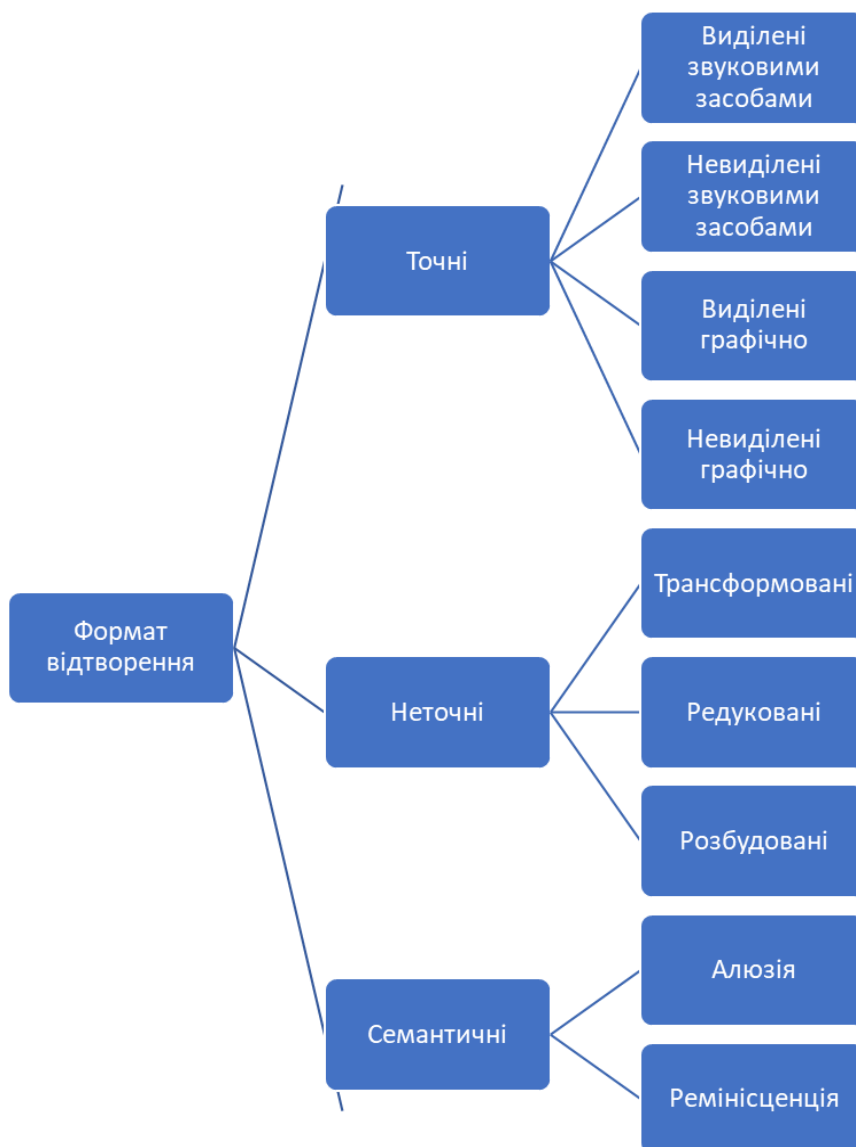 Формат
відтворення
Точні
Виділені
звуковими
засобами
Невиділені
звуковими
засобами
Виділені
графічно
Невиділені
графічно
Неточні
Трансформовані
Редуковані
Розбудовані
Семантичні
Алюзія
Ремінісценція